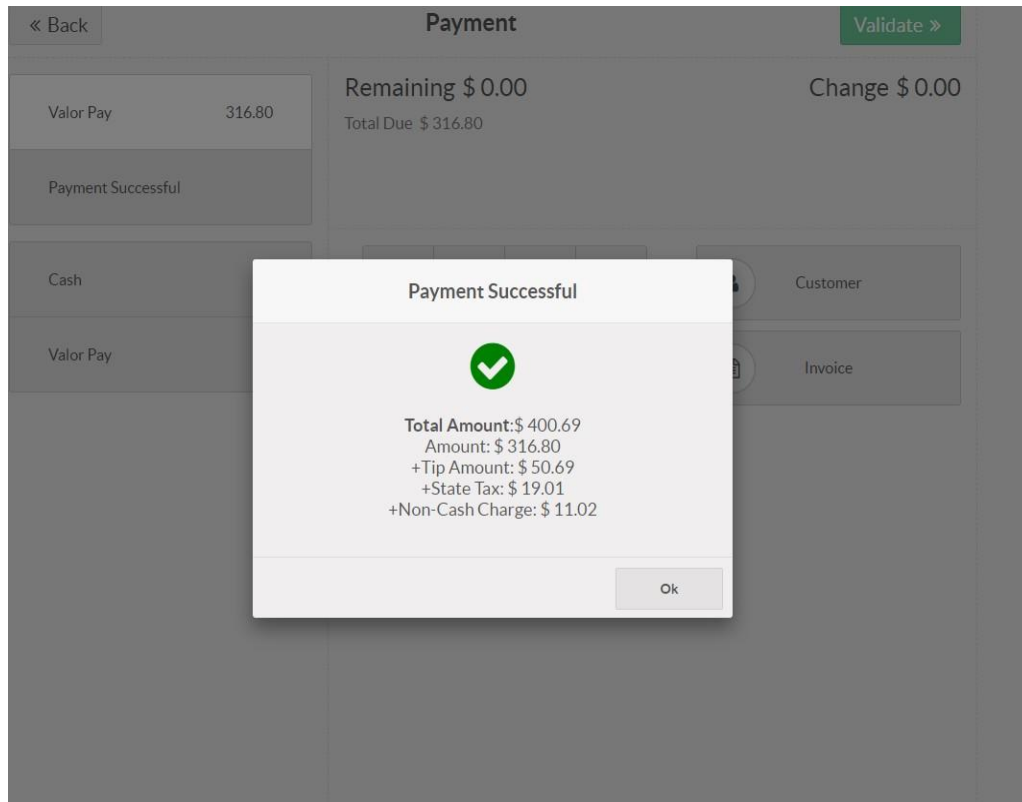 « Back
Payment
Validate »
Valor Pay 316.80
Payment Successful
Remaining $ 0.00
Change $ 0.00
Total Due $ 316.80
Cash
Valor Pay
Customer
Invoice
Payment Successful
Total Amount:$ 400.69
Amount: $ 316.80
+Tip Amount: $ 50.69
+State Tax: $ 19.01
+Non-Cash Charge: $ 11.02
Ok